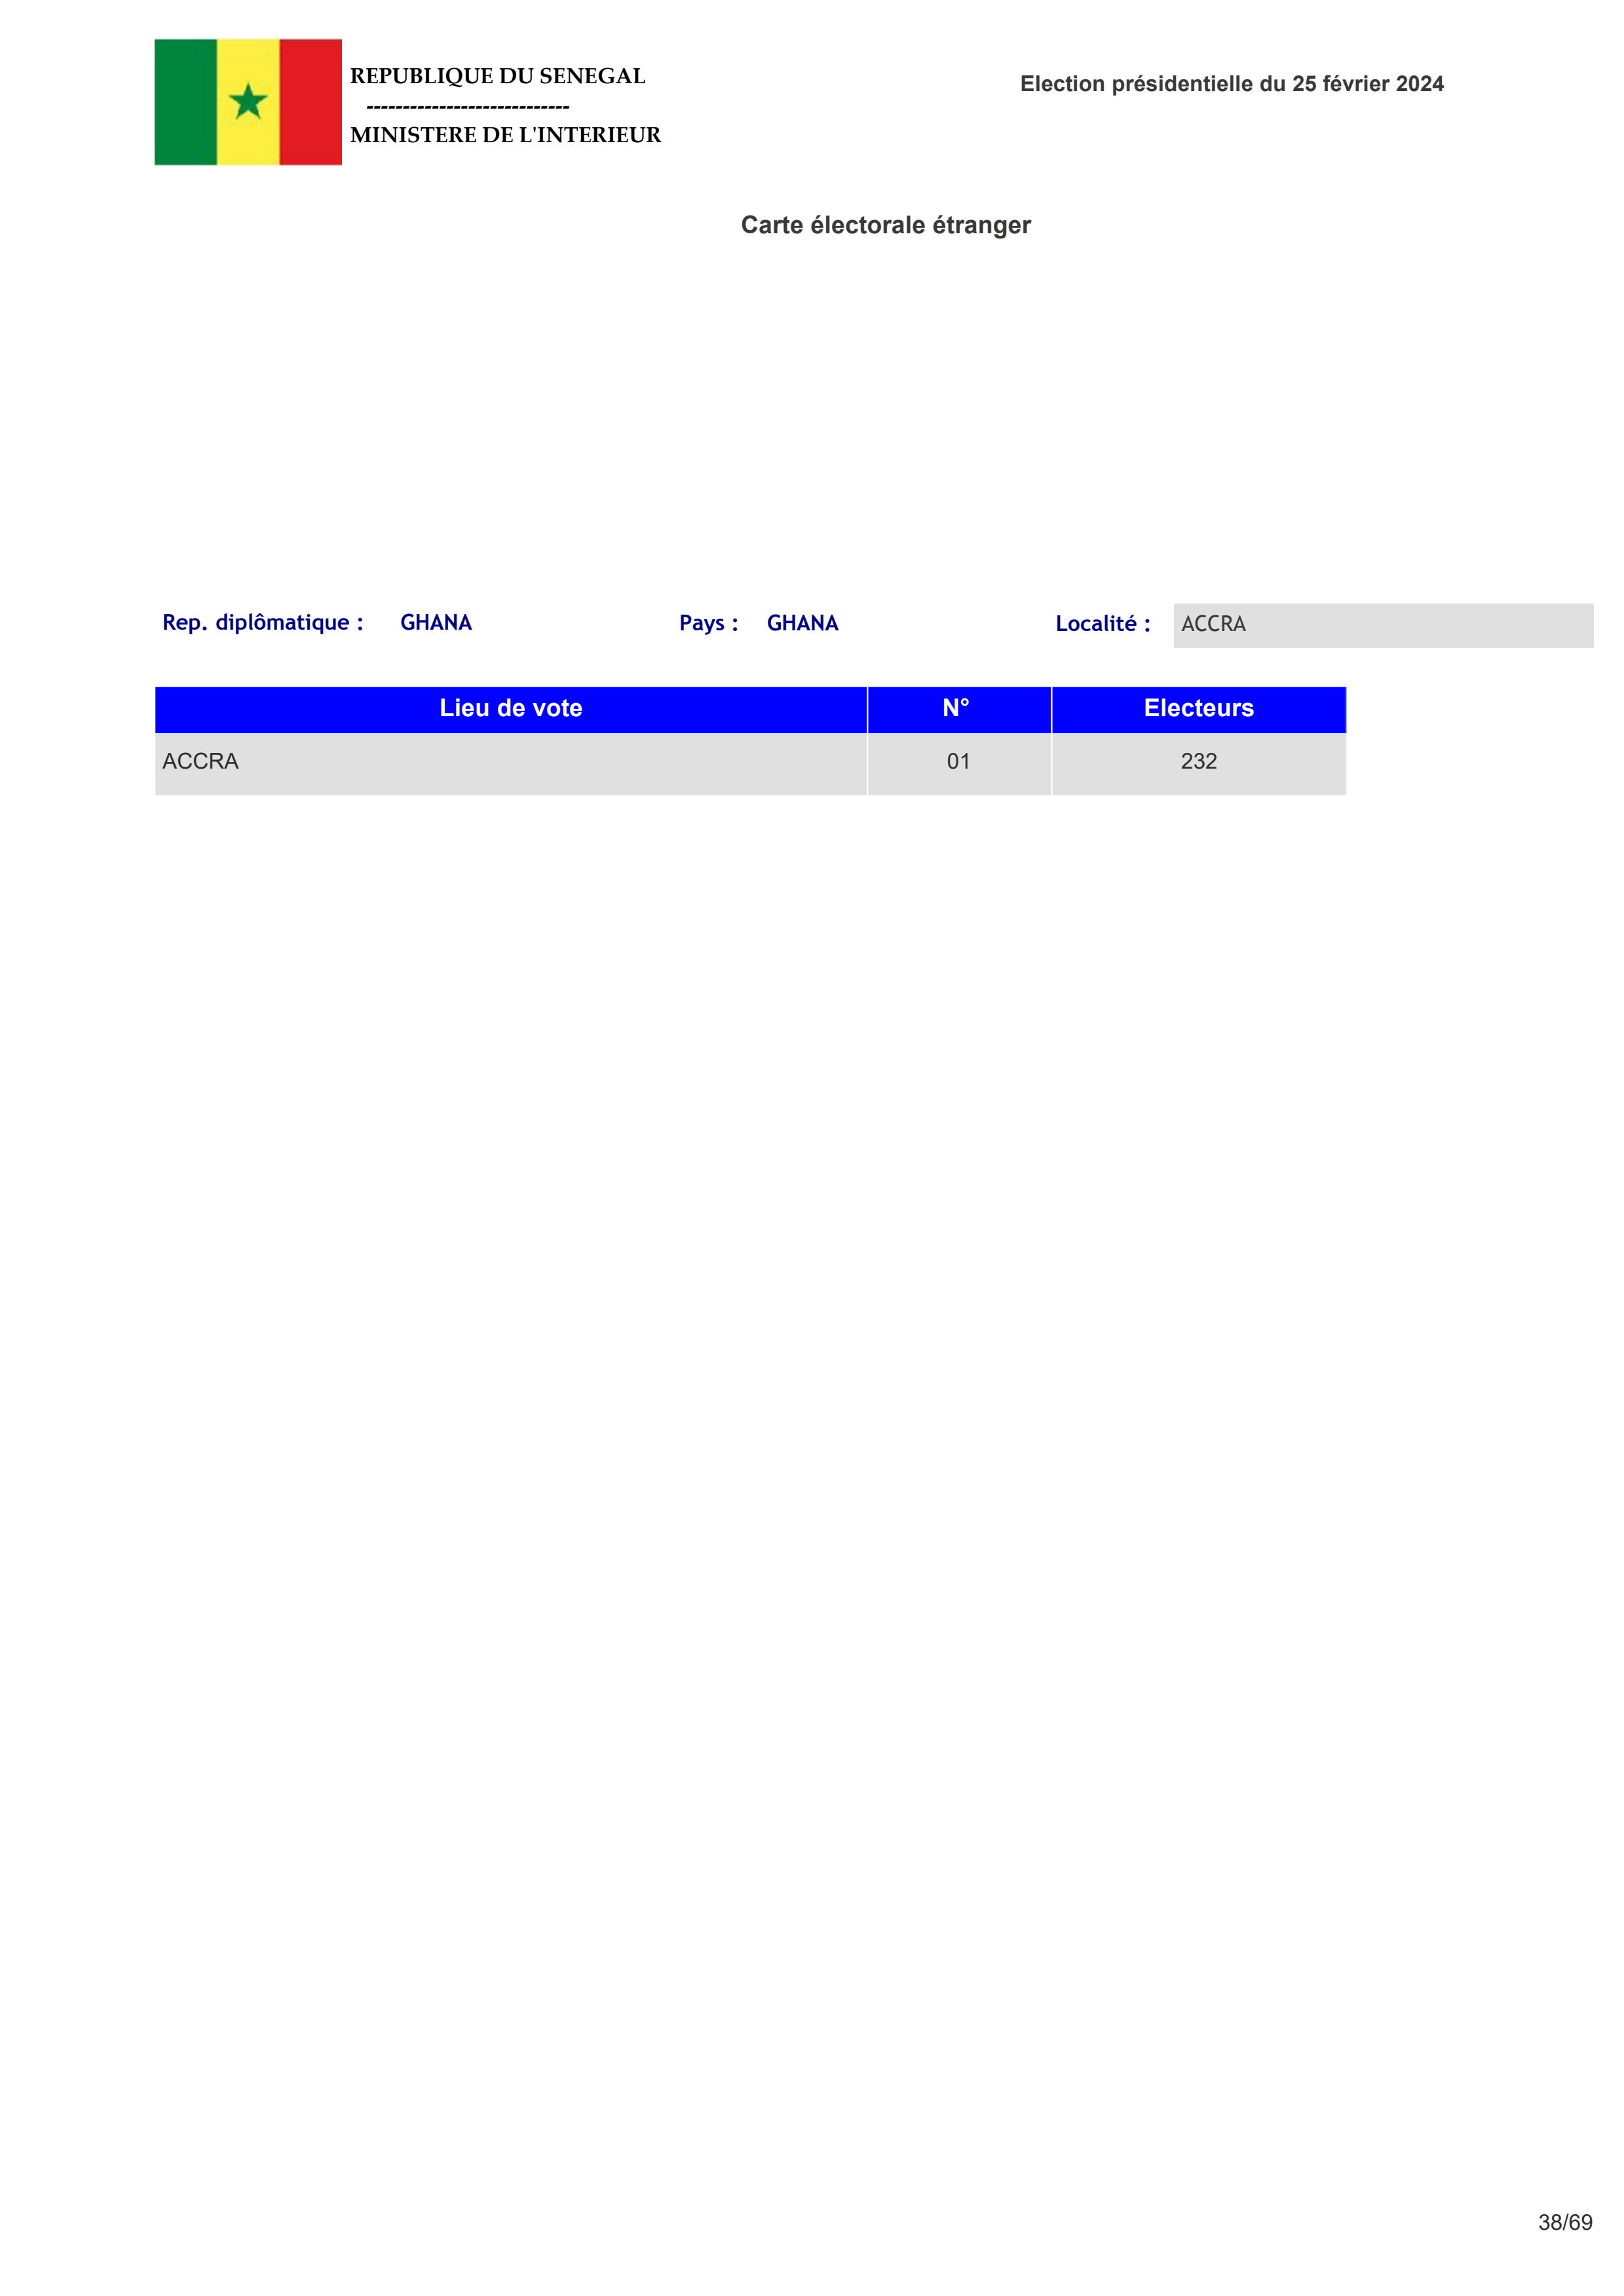 REPUBLIQUE DU SENEGAL
----------------------------
MINISTERE DE L'INTERIEUR
Election présidentielle du 25 février 2024
Carte électorale étranger
Rep. diplômatique : GHANA Pays : GHANA Localité : ACCRA
Lieu de vote N° Electeurs
ACCRA 01 232
38/69